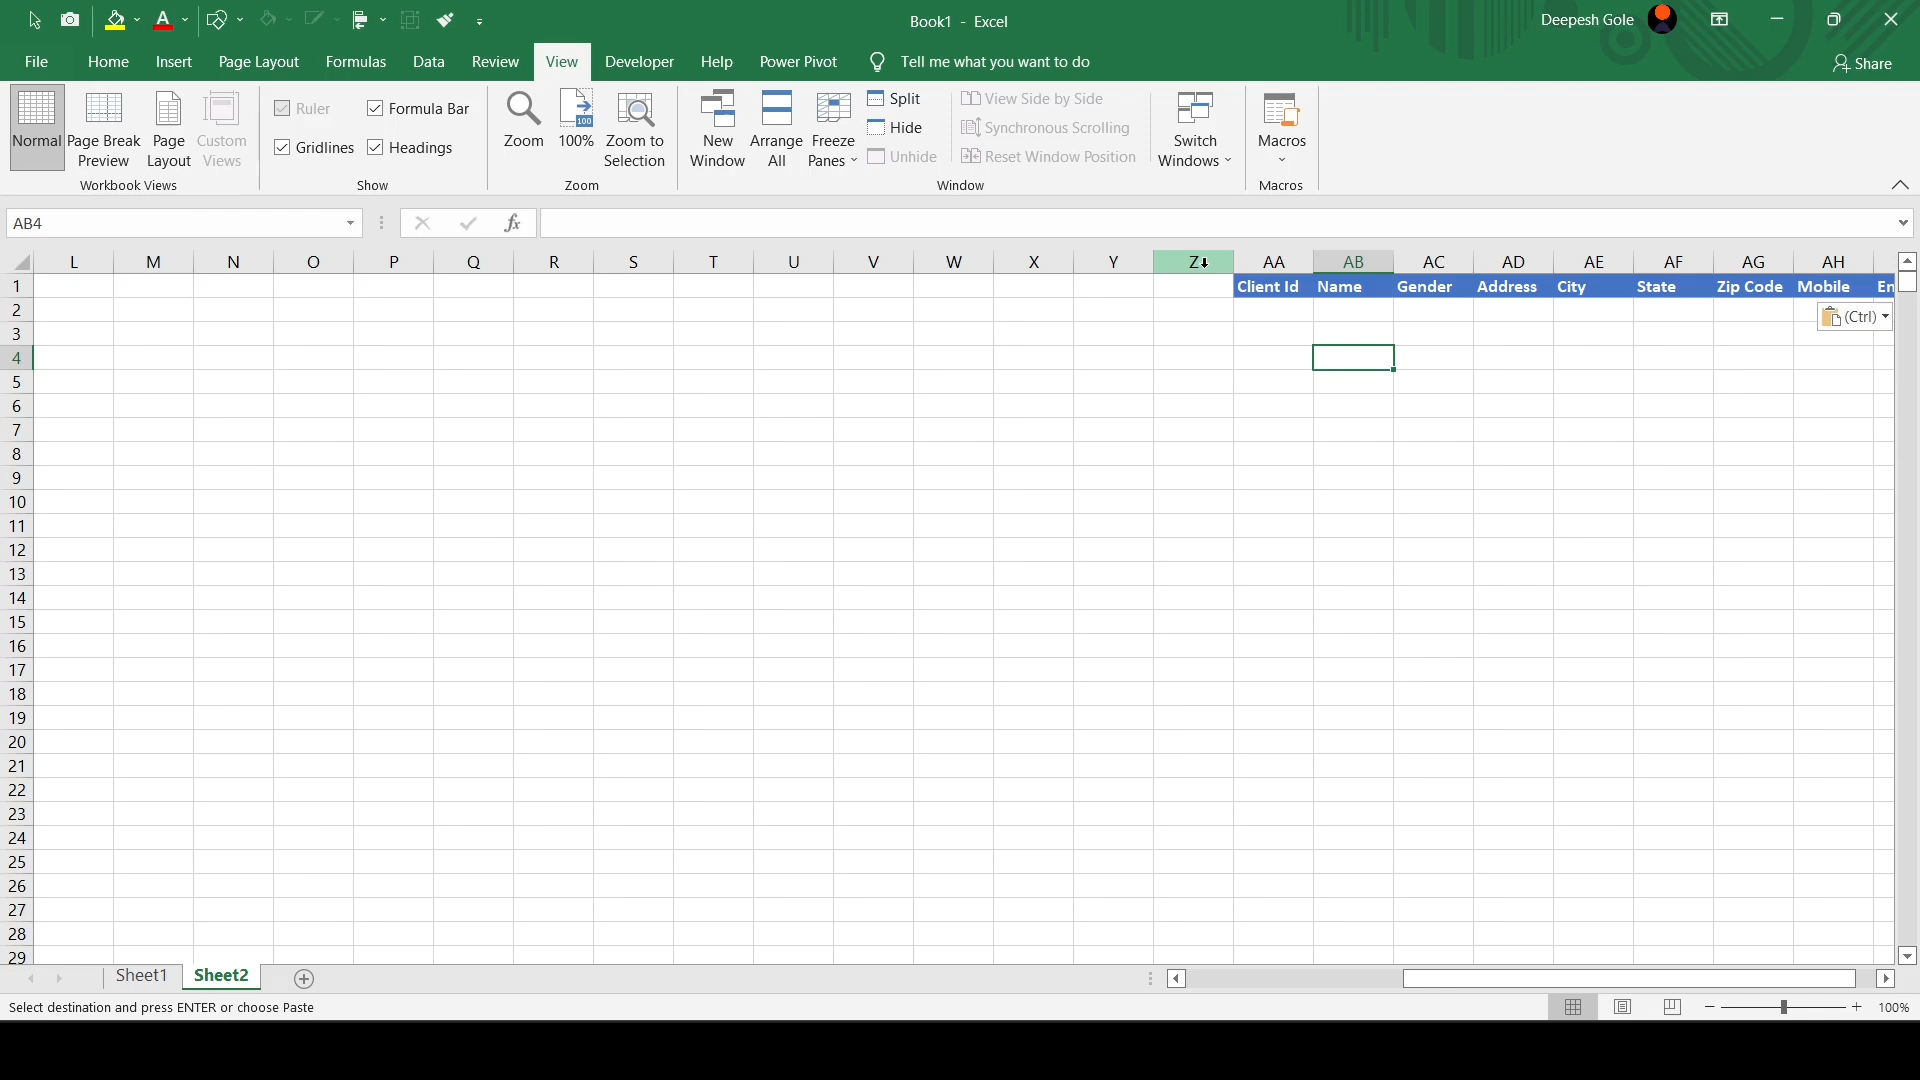 Book1 - Excel
Deepesh Gole
File Home Insert Page Layout Formulas Data Review View Developer Help Power Pivot Tell me what you want to do Share
Normal
Page Break Preview
Page Layout
Custom Views
Workbook Views
Ruler
Formula Bar
Gridlines
Headings
Show
Zoom
100
100%
Zoom to Selection
Zoom
New Window
Arrange All
Freeze Panes
Split
Hide
Unhide
View Side by Side
Synchronous Scrolling
Reset Window Position
Window
Switch Windows
Macros
Macros
AB4
fx
L M N O P Q R S T U V W X Y Z AA AB AC AD AE AF AG AH
1 Client Id Name Gender Address City State Zip Code Mobile En
2
(Ctrl)
3
4
5
6
7
8
9
10
11
12
13
14
15
16
17
18
19
20
21
22
23
24
25
26
27
28
29
Sheet1 Sheet2
Select destination and press ENTER or choose Paste
100%